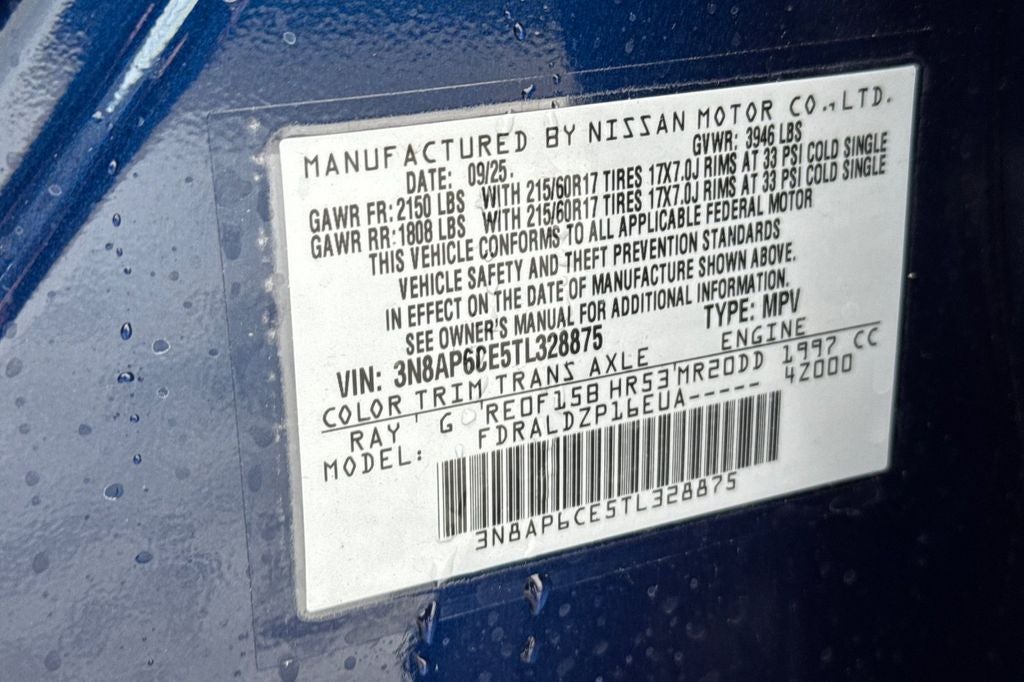 MANUFACTURED BY NISSAN MOTOR CO.,LTD.
DATE: 09/25. GVWR: 3946 LBS
GAWR FR: 2150 LBS WITH 215/60R17 TIRES 17X7.0J RIMS AT 33 PSI COLD SINGLE
GAWR RR: 1808 LBS WITH 215/60R17 TIRES 17X7.0J RIMS AT 33 PSI COLD SINGLE
THIS VEHICLE CONFORMS TO ALL APPLICABLE FEDERAL MOTOR
VEHICLE SAFETY AND THEFT PREVENTION STANDARDS
IN EFFECT ON THE DATE OF MANUFACTURE SHOWN ABOVE.
SEE OWNER'S MANUAL FOR ADDITIONAL INFORMATION.
VIN: 3N8AP6CE5TL328875 TYPE: MPV
COLOR TRIM TRANS AXLE ENGINE
RAY G RE0F15B HR53 MR20DD 1997 CC
MODEL: FDRALDZP16EUA----- 42000
3N8AP6CE5TL328875